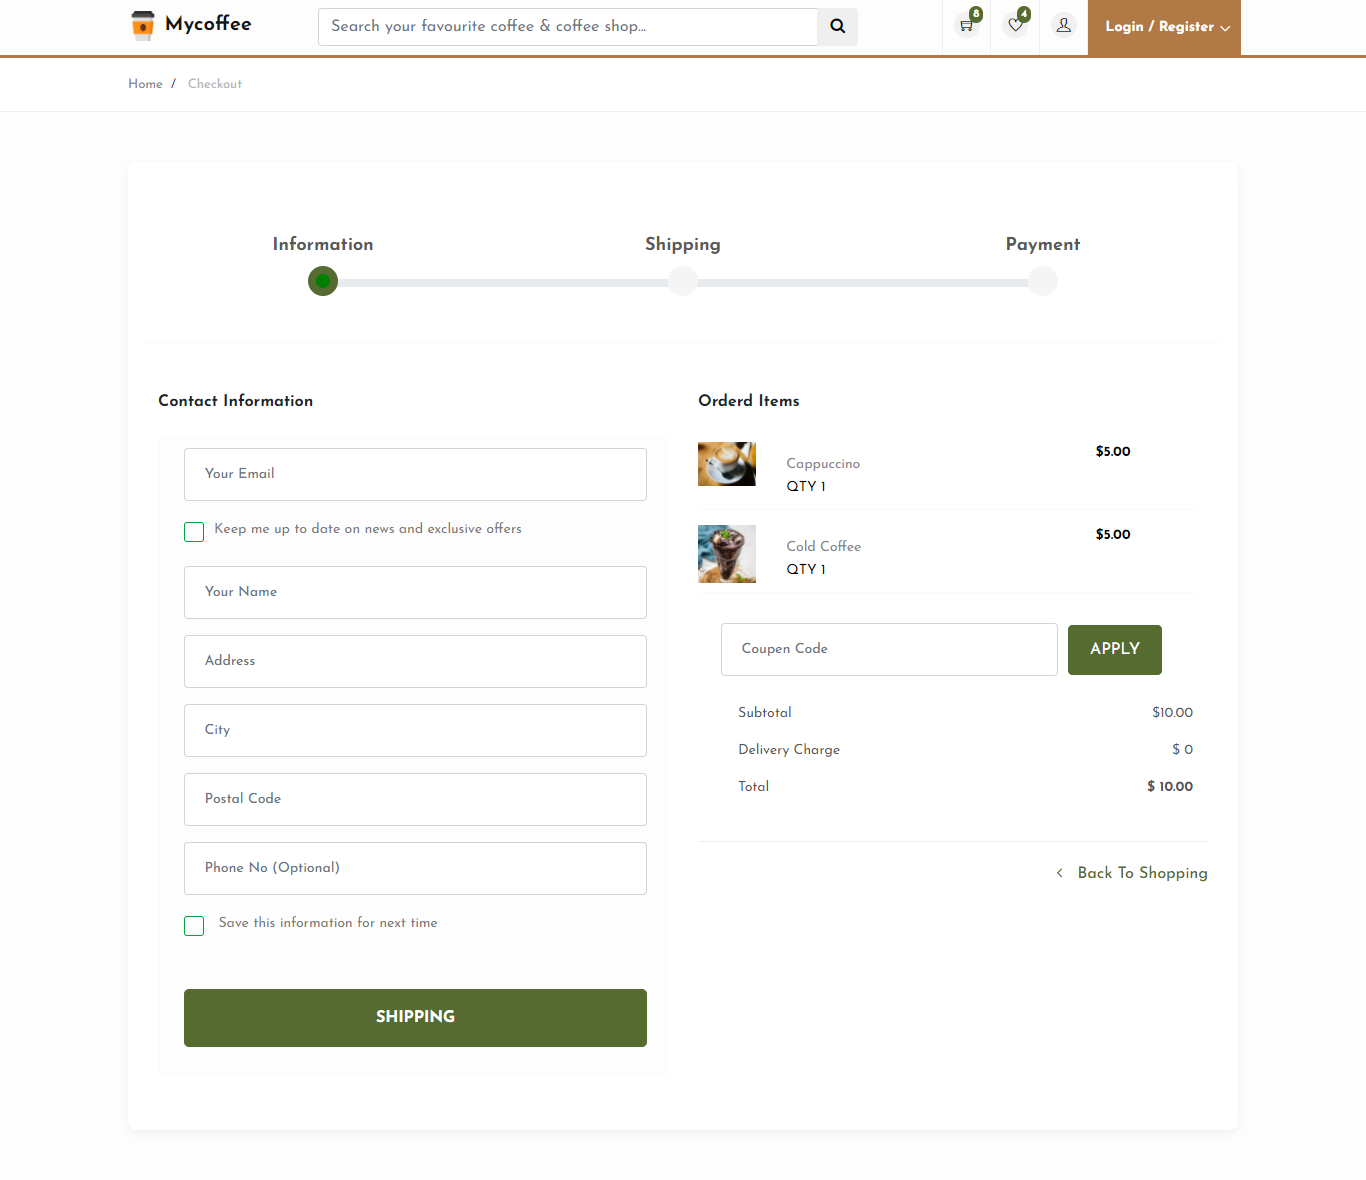 Mycoffee
Search your favourite coffee & coffee shop...
8
4
Login / Register
Home / Checkout
Information
Shipping
Payment
Contact Information
Your Email
Keep me up to date on news and exclusive offers
Your Name
Address
City
Postal Code
Phone No (Optional)
Save this information for next time
SHIPPING
Orderd Items
Cappuccino
$5.00
QTY 1
Cold Coffee
$5.00
QTY 1
Coupen Code
APPLY
Subtotal $10.00
Delivery Charge $ 0
Total $ 10.00
Back To Shopping